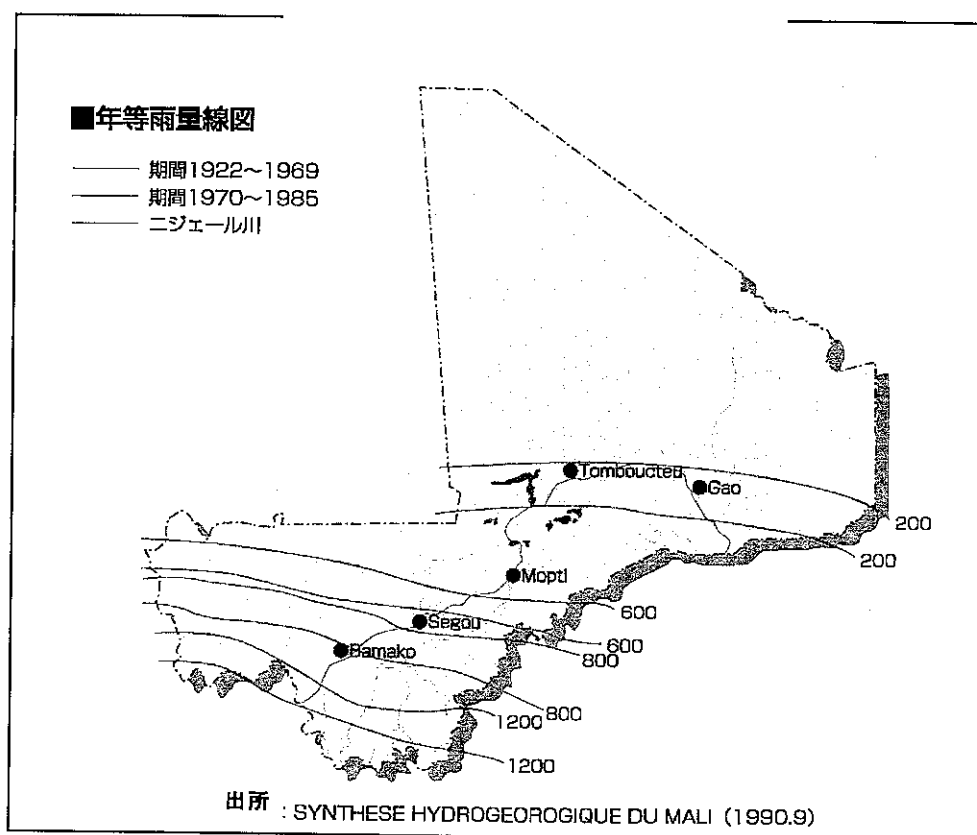 ■年等雨量線図
期間1922～1969
期間1970～1985
ニジェール川
Tombouctou
Gao
200
200
Mopti
600
Segou
600
800
Bamako
800
1200
1200
出所 : SYNTHESE HYDROGEOROGIQUE DU MALI (1990.9)